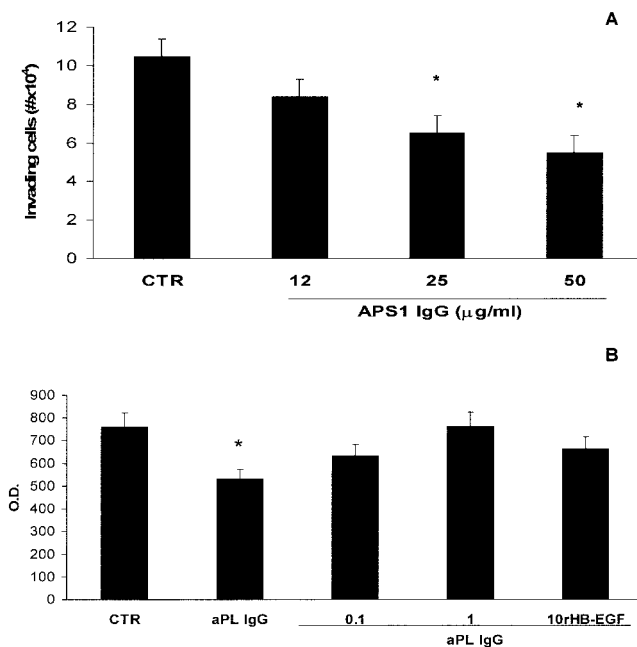 A
Invading cells (#x10⁴)
12
10
8
6
4
2
0
*
*
CTR
12
25
50
APS1 IgG (μg/ml)
B
O.D.
900
800
700
600
500
400
300
200
100
0
*
CTR
aPL IgG
0.1
1
10rHB-EGF
aPL IgG